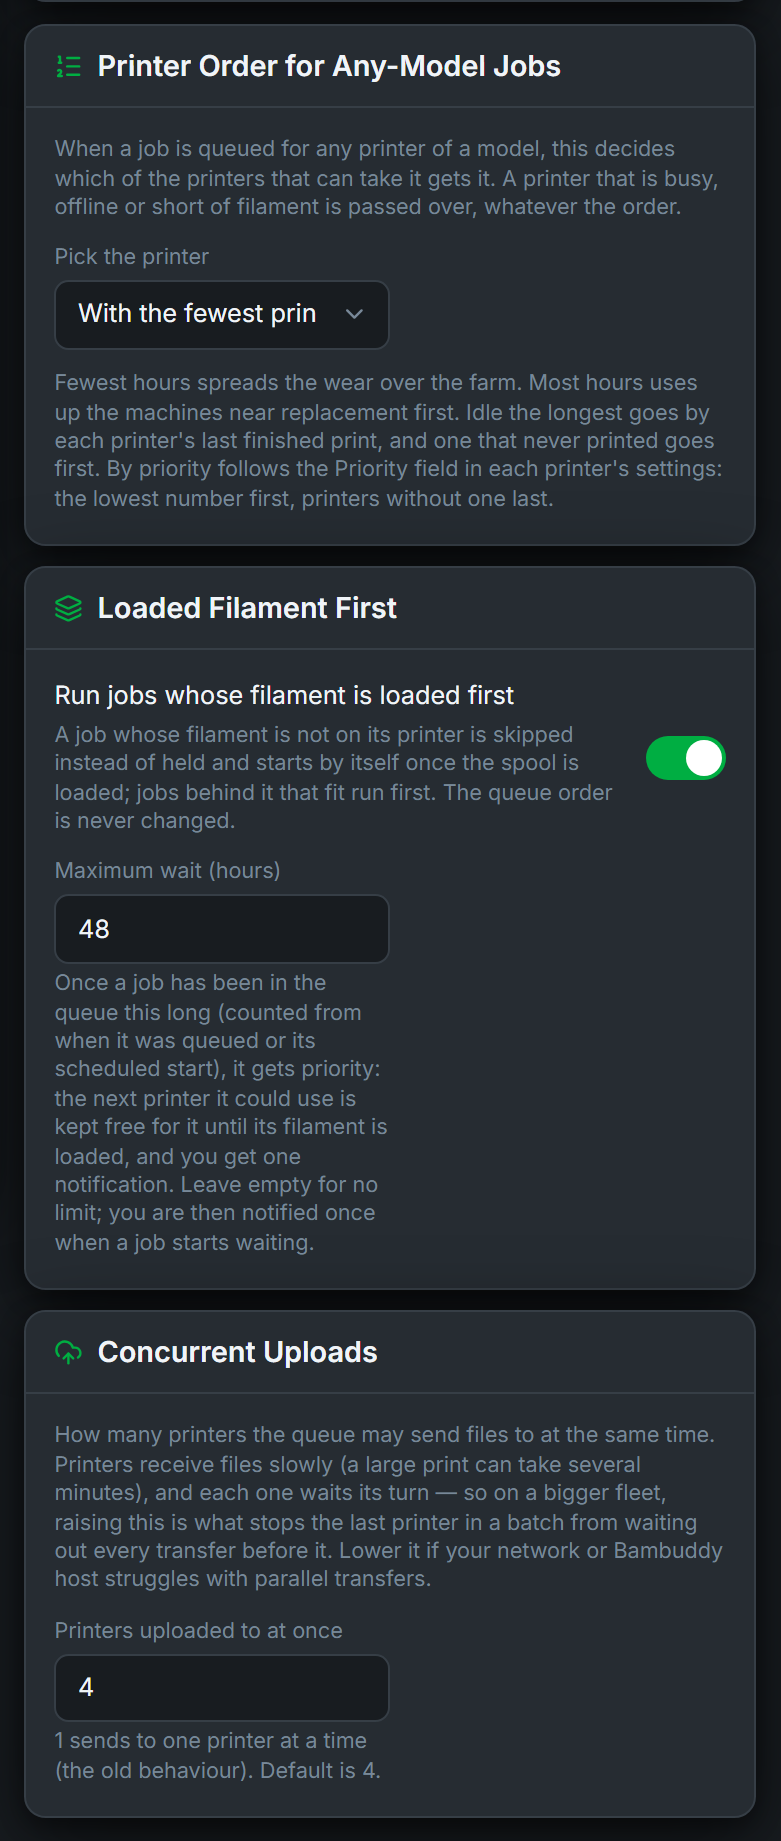 Printer Order for Any-Model Jobs
When a job is queued for any printer of a model, this decides
which of the printers that can take it gets it. A printer that is busy,
offline or short of filament is passed over, whatever the order.
Pick the printer
With the fewest prin
Fewest hours spreads the wear over the farm. Most hours uses
up the machines near replacement first. Idle the longest goes by
each printer's last finished print, and one that never printed goes
first. By priority follows the Priority field in each printer's settings:
the lowest number first, printers without one last.
Loaded Filament First
Run jobs whose filament is loaded first
A job whose filament is not on its printer is skipped
instead of held and starts by itself once the spool is
loaded; jobs behind it that fit run first. The queue order
is never changed.
Maximum wait (hours)
48
Once a job has been in the
queue this long (counted from
when it was queued or its
scheduled start), it gets priority:
the next printer it could use is
kept free for it until its filament is
loaded, and you get one
notification. Leave empty for no
limit; you are then notified once
when a job starts waiting.
Concurrent Uploads
How many printers the queue may send files to at the same time.
Printers receive files slowly (a large print can take several
minutes), and each one waits its turn — so on a bigger fleet,
raising this is what stops the last printer in a batch from waiting
out every transfer before it. Lower it if your network or Bambuddy
host struggles with parallel transfers.
Printers uploaded to at once
4
1 sends to one printer at a time
(the old behaviour). Default is 4.